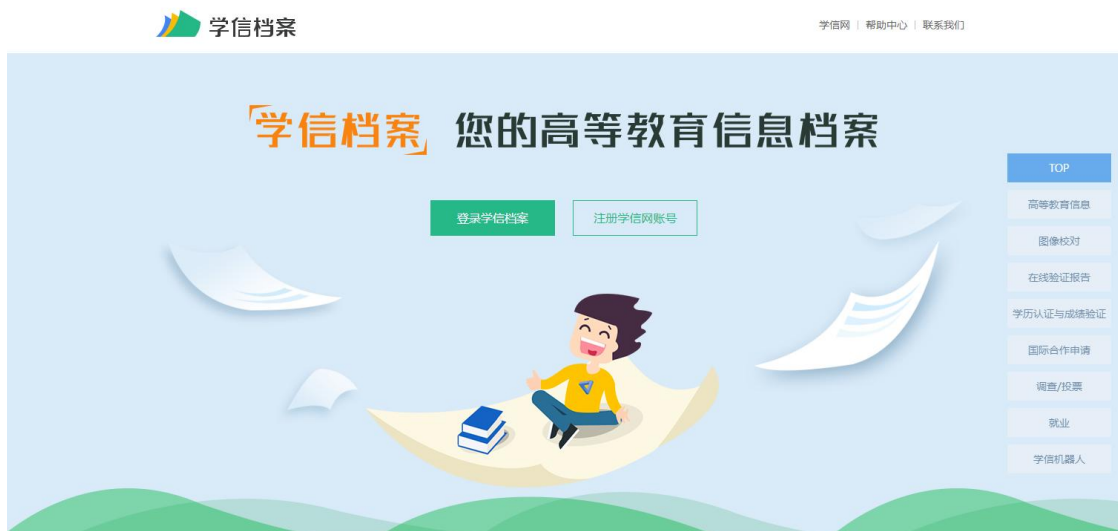 学信档案
学信网 | 帮助中心 | 联系我们
学信档案 您的高等教育信息档案
登录学信档案 注册学信网账号
TOP
高等教育信息
图像校对
在线验证报告
学历认证与成绩验证
国际合作申请
调查/投票
就业
学信机器人